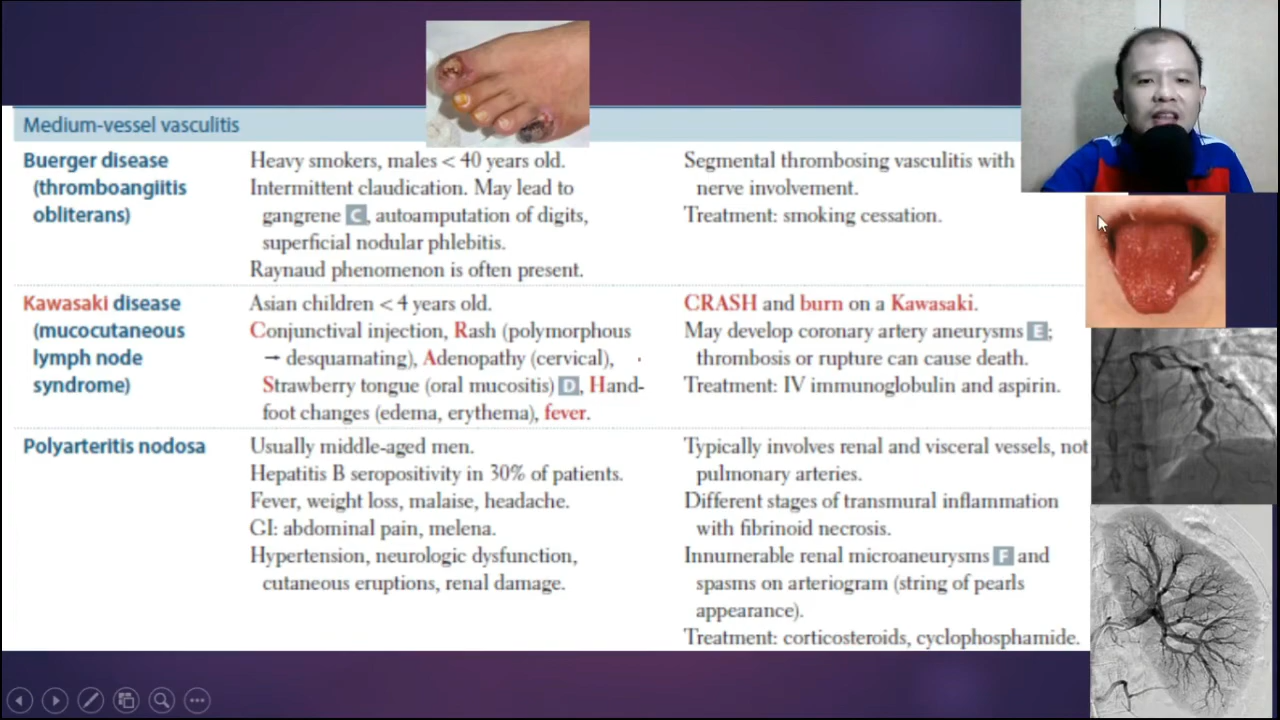 Medium-vessel vasculitis
Buerger disease
(thromboangiitis
obliterans)
Heavy smokers, males < 40 years old.
Intermittent claudication. May lead to
gangrene C, autoamputation of digits,
superficial nodular phlebitis.
Raynaud phenomenon is often present.
Segmental thrombosing vasculitis with
nerve involvement.
Treatment: smoking cessation.
Kawasaki disease
(mucocutaneous
lymph node
syndrome)
Asian children < 4 years old.
Conjunctival injection, Rash (polymorphous
→ desquamating), Adenopathy (cervical),
Strawberry tongue (oral mucositis) D, Hand-
foot changes (edema, erythema), fever.
CRASH and burn on a Kawasaki.
May develop coronary artery aneurysms E;
thrombosis or rupture can cause death.
Treatment: IV immunoglobulin and aspirin.
Polyarteritis nodosa
Usually middle-aged men.
Hepatitis B seropositivity in 30% of patients.
Fever, weight loss, malaise, headache.
GI: abdominal pain, melena.
Hypertension, neurologic dysfunction,
cutaneous eruptions, renal damage.
Typically involves renal and visceral vessels, not
pulmonary arteries.
Different stages of transmural inflammation
with fibrinoid necrosis.
Innumerable renal microaneurysms F and
spasms on arteriogram (string of pearls
appearance).
Treatment: corticosteroids, cyclophosphamide.